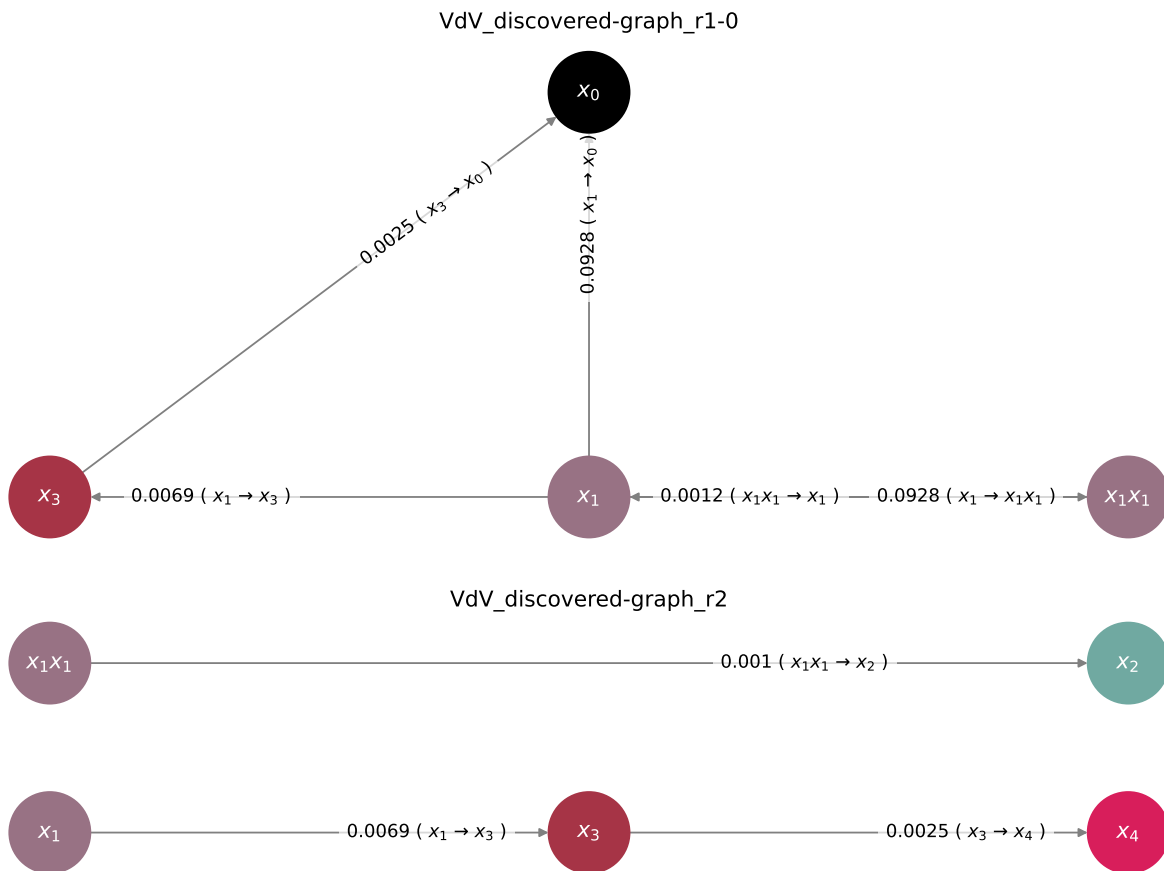 VdV_discovered-graph_r1-0
x₀
0.0025 ( x₃ → x₀ )
0.0928 ( x₁ → x₀ )
x₃
0.0069 ( x₁ → x₃ )
x₁
0.0012 ( x₁x₁ → x₁ )
0.0928 ( x₁ → x₁x₁ )
x₁x₁
VdV_discovered-graph_r2
x₁x₁
0.001 ( x₁x₁ → x₂ )
x₂
x₁
0.0069 ( x₁ → x₃ )
x₃
0.0025 ( x₃ → x₄ )
x₄